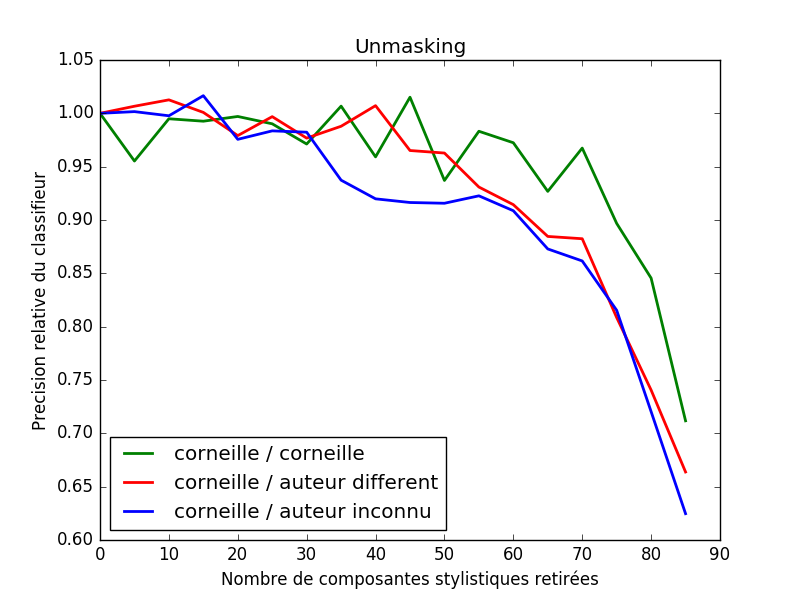 Unmasking
Precision relative du classifieur
1.05
1.00
0.95
0.90
0.85
0.80
0.75
0.70
0.65
0.60
corneille / corneille
corneille / auteur different
corneille / auteur inconnu
0 10 20 30 40 50 60 70 80 90
Nombre de composantes stylistiques retirées